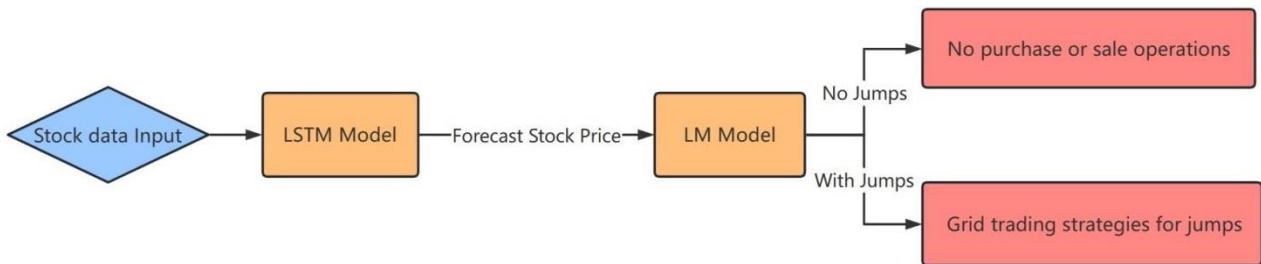 Stock data Input
LSTM Model
Forecast Stock Price
LM Model
No Jumps
No purchase or sale operations
With Jumps
Grid trading strategies for jumps